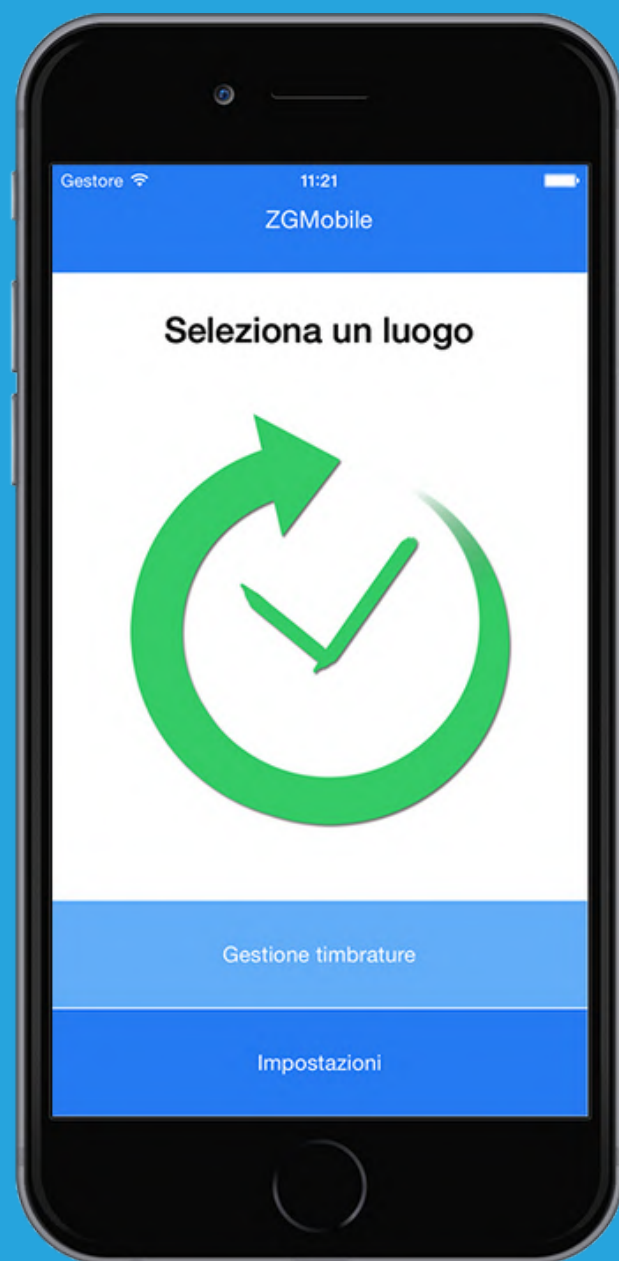 Gestore 11:21
ZGMobile
Seleziona un luogo
Gestione timbrature
Impostazioni